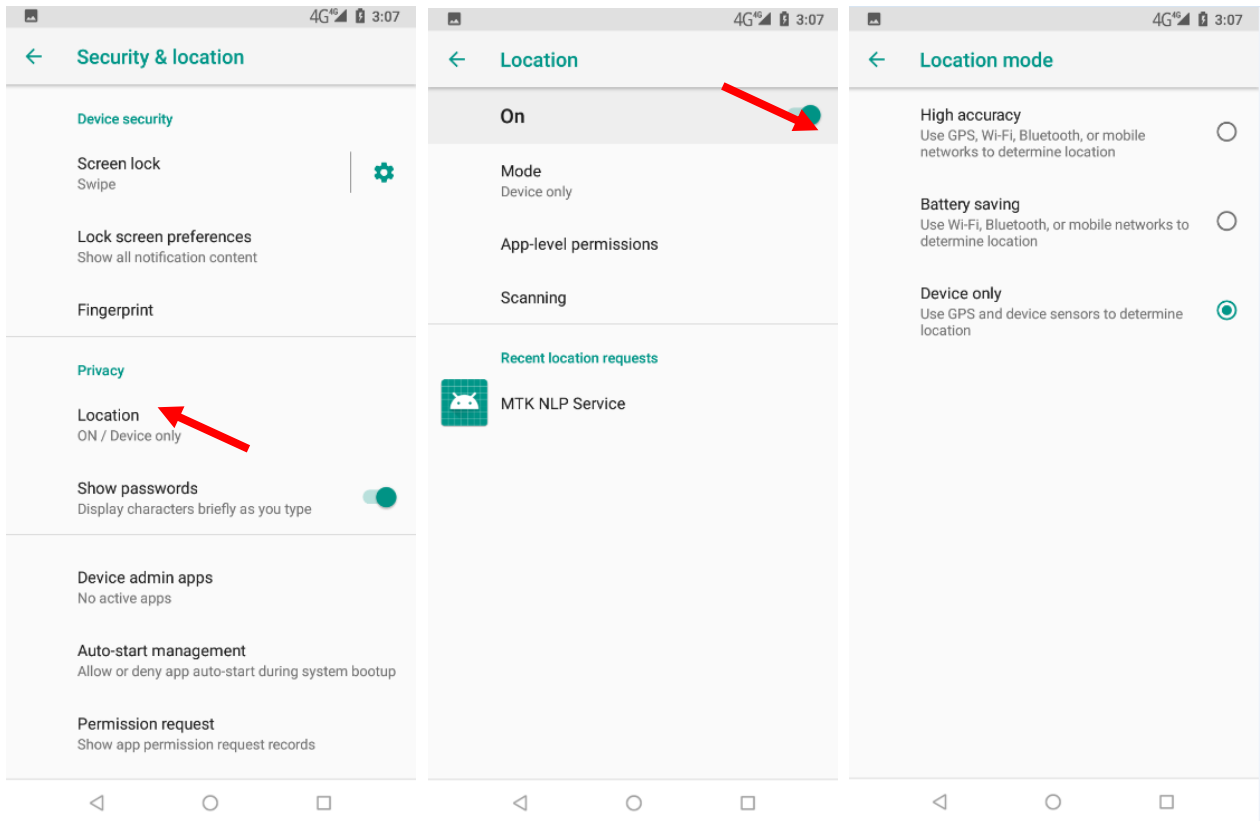 4G 4G 3:07
Security & location
Device security
Screen lock
Swipe
Lock screen preferences
Show all notification content
Fingerprint
Privacy
Location
ON / Device only
Show passwords
Display characters briefly as you type
Device admin apps
No active apps
Auto-start management
Allow or deny app auto-start during system bootup
Permission request
Show app permission request records
4G 4G 3:07
Location
On
Mode
Device only
App-level permissions
Scanning
Recent location requests
MTK NLP Service
4G 4G 3:07
Location mode
High accuracy
Use GPS, Wi-Fi, Bluetooth, or mobile
networks to determine location
Battery saving
Use Wi-Fi, Bluetooth, or mobile networks to
determine location
Device only
Use GPS and device sensors to determine
location